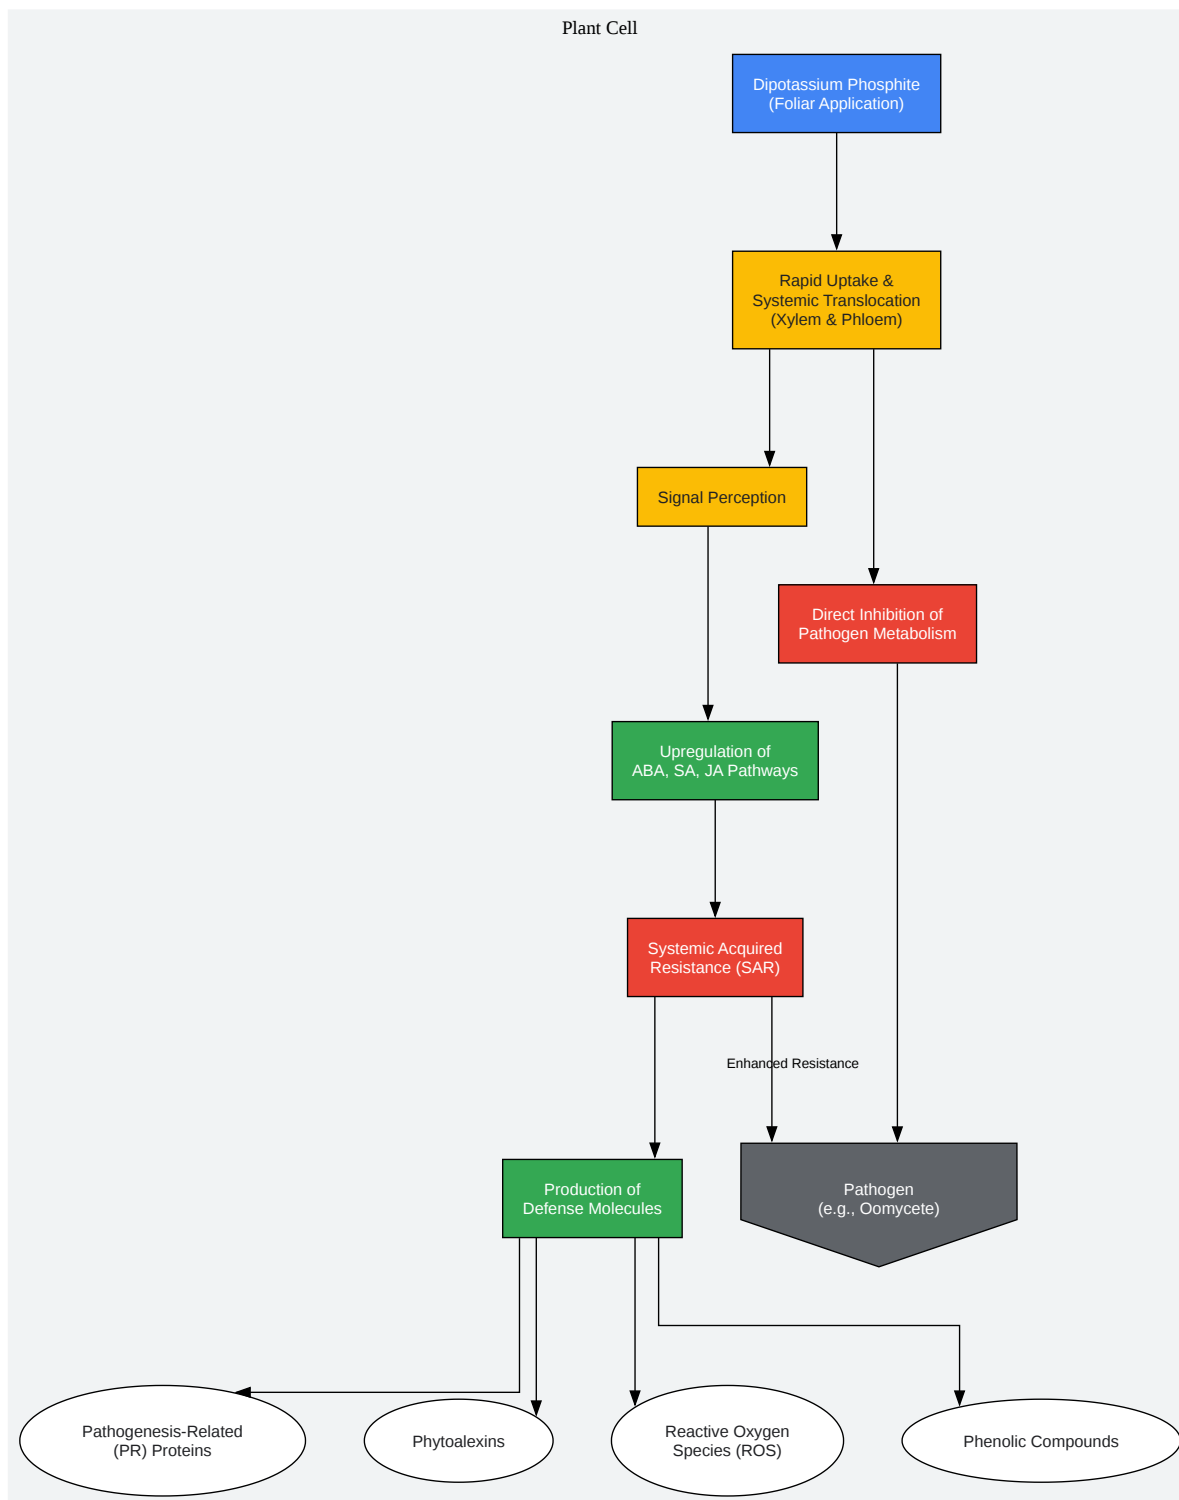 Plant Cell
Dipotassium Phosphite
(Foliar Application)
Rapid Uptake &
Systemic Translocation
(Xylem & Phloem)
Signal Perception
Direct Inhibition of
Pathogen Metabolism
Upregulation of
ABA, SA, JA Pathways
Systemic Acquired
Resistance (SAR)
Enhanced Resistance
Production of
Defense Molecules
Pathogen
(e.g., Oomycete)
Pathogenesis-Related
(PR) Proteins
Phytoalexins
Reactive Oxygen
Species (ROS)
Phenolic Compounds